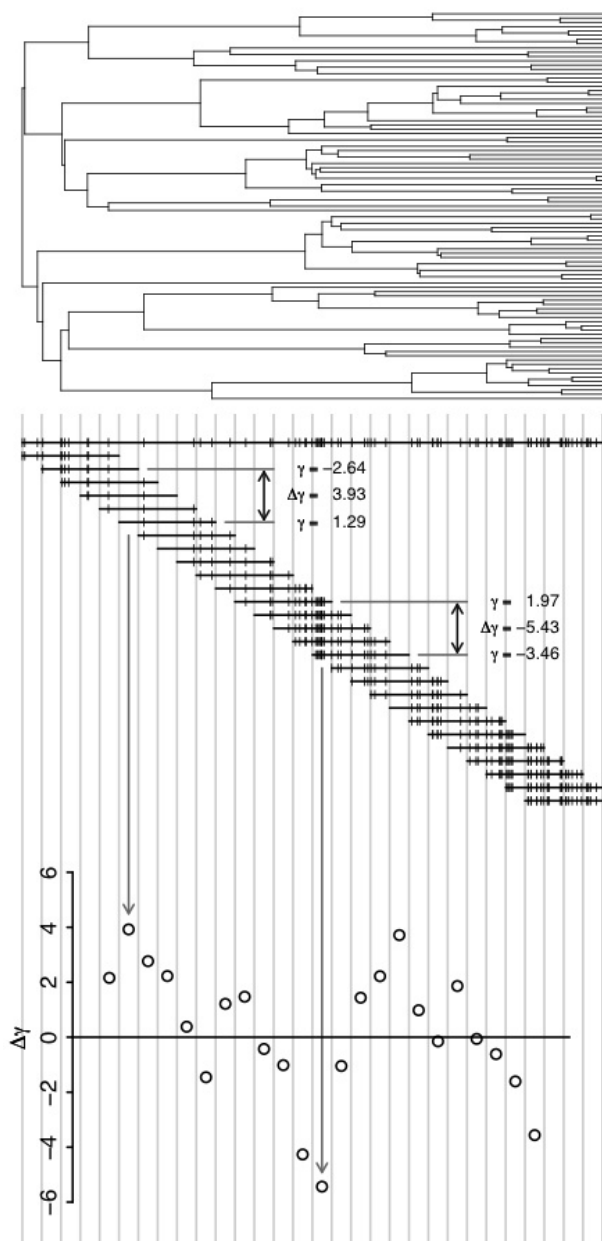 γ = −2.64
Δγ 3.93
γ = 1.29
γ = 1.97
Δγ = −5.43
γ = −3.46
6
4
2
0
−2
−4
−6
Δγ